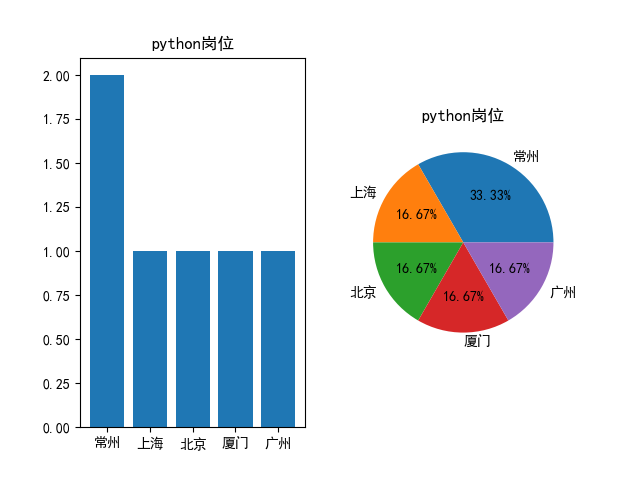 python岗位
2.00
1.75
1.50
1.25
1.00
0.75
0.50
0.25
0.00
常州 上海 北京 厦门 广州
python岗位
常州
33.33%
上海
16.67%
北京
16.67%
厦门
16.67%
广州
16.67%